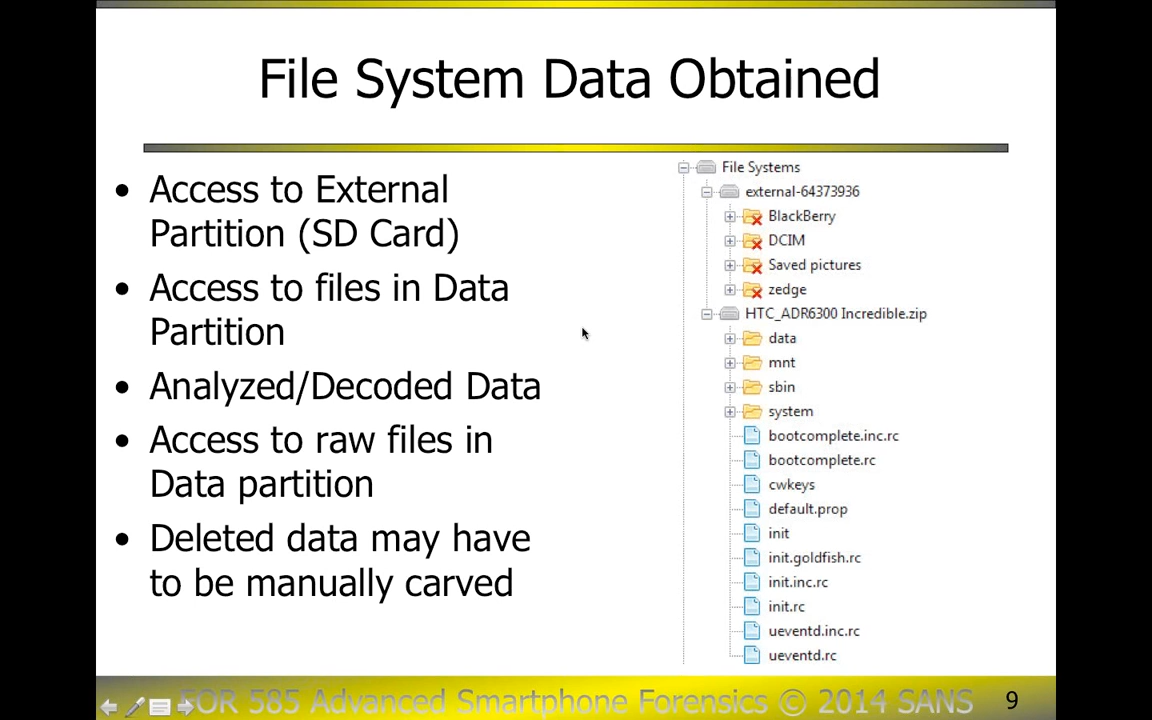 File System Data Obtained
• Access to External
Partition (SD Card)
• Access to files in Data
Partition
• Analyzed/Decoded Data
• Access to raw files in
Data partition
• Deleted data may have
to be manually carved
File Systems
external-64373936
BlackBerry
DCIM
Saved pictures
zedge
HTC_ADR6300 Incredible.zip
data
mnt
sbin
system
bootcomplete.inc.rc
bootcomplete.rc
cwkeys
default.prop
init
init.goldfish.rc
init.inc.rc
init.rc
ueventd.inc.rc
ueventd.rc
FOR 585 Advanced Smartphone Forensics © 2014 SANS
9